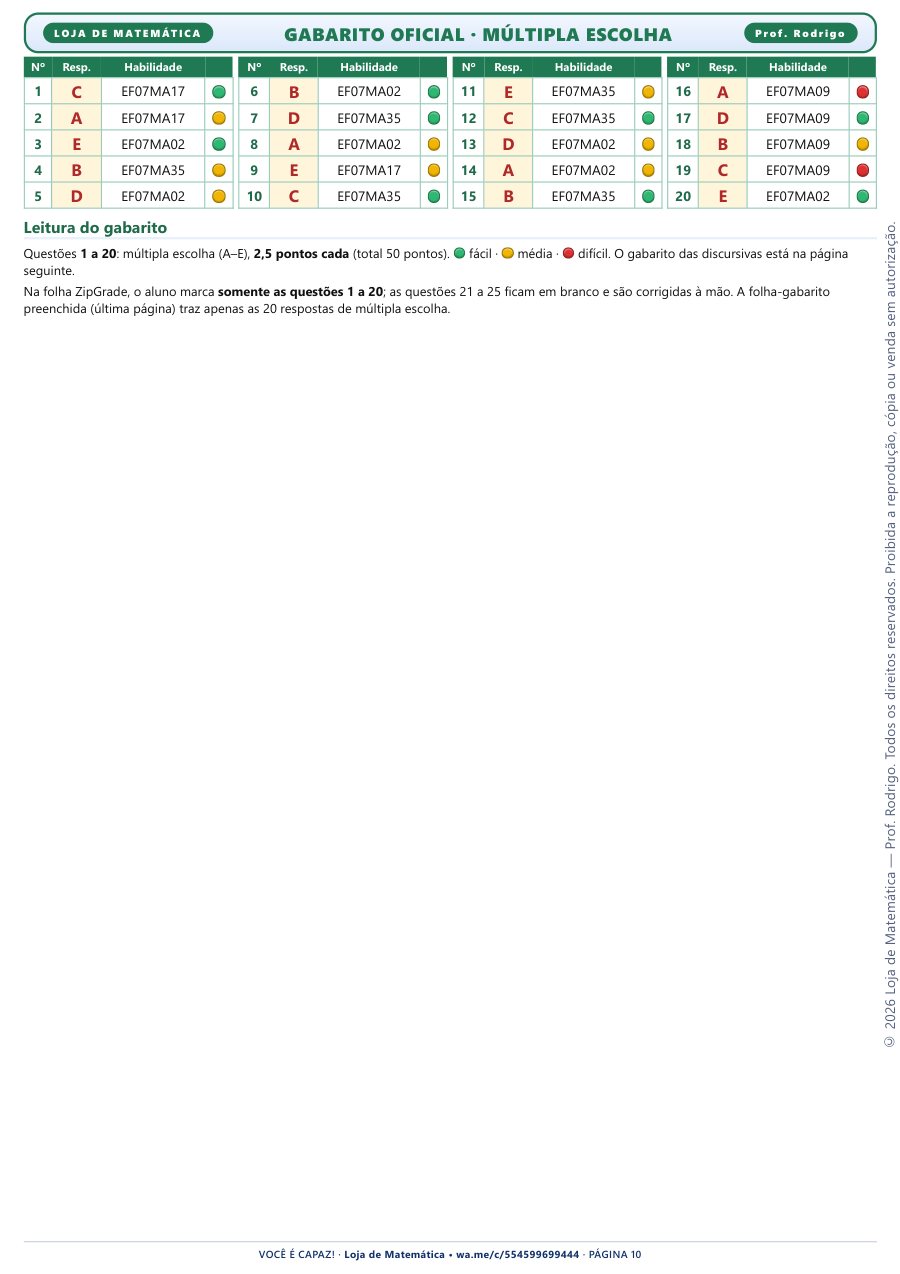 LOJA DE MATEMÁTICA
GABARITO OFICIAL · MÚLTIPLA ESCOLHA
Prof. Rodrigo
Nº Resp. Habilidade
1 C EF07MA17
2 A EF07MA17
3 E EF07MA02
4 B EF07MA35
5 D EF07MA02
Nº Resp. Habilidade
6 B EF07MA02
7 D EF07MA35
8 A EF07MA02
9 E EF07MA17
10 C EF07MA35
Nº Resp. Habilidade
11 E EF07MA35
12 C EF07MA35
13 D EF07MA02
14 A EF07MA02
15 B EF07MA35
Nº Resp. Habilidade
16 A EF07MA09
17 D EF07MA09
18 B EF07MA09
19 C EF07MA09
20 E EF07MA02
Leitura do gabarito
Questões 1 a 20: múltipla escolha (A–E), 2,5 pontos cada (total 50 pontos). fácil · média · difícil. O gabarito das discursivas está na página
seguinte.
Na folha ZipGrade, o aluno marca somente as questões 1 a 20; as questões 21 a 25 ficam em branco e são corrigidas à mão. A folha-gabarito
preenchida (última página) traz apenas as 20 respostas de múltipla escolha.
© 2026 Loja de Matemática — Prof. Rodrigo. Todos os direitos reservados. Proibida a reprodução, cópia ou venda sem autorização.
VOCÊ É CAPAZ! · Loja de Matemática • wa.me/c/554599699444 · PÁGINA 10